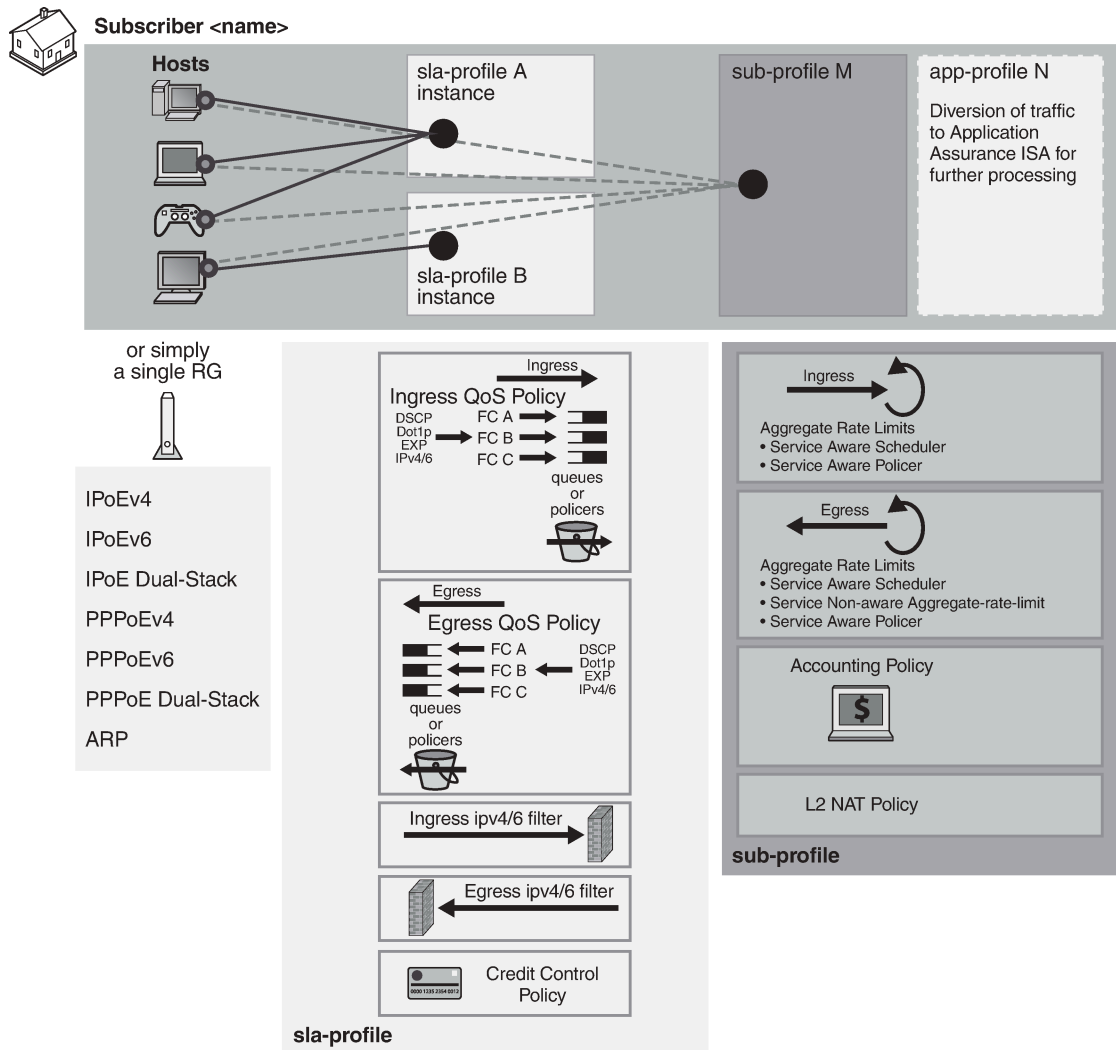 Subscriber <name>
Hosts
sla-profile A
instance
sla-profile B
instance
sub-profile M
app-profile N
Diversion of traffic
to Application
Assurance ISA for
further processing
or simply
a single RG
IPoEv4
IPoEv6
IPoE Dual-Stack
PPPoEv4
PPPoEv6
PPPoE Dual-Stack
ARP
Ingress
Ingress QoS Policy
DSCP
Dot1p
EXP
IPv4/6
FC A
FC B
FC C
queues
or
policers
Egress
Egress QoS Policy
FC A
FC B
FC C
DSCP
Dot1p
EXP
IPv4/6
queues
or
policers
Ingress ipv4/6 filter
Egress ipv4/6 filter
0000 1235 2354 0012
Credit Control
Policy
sla-profile
Ingress
Aggregate Rate Limits
• Service Aware Scheduler
• Service Aware Policer
Egress
Aggregate Rate Limits
• Service Aware Scheduler
• Service Non-aware Aggregate-rate-limit
• Service Aware Policer
Accounting Policy
$
L2 NAT Policy
sub-profile